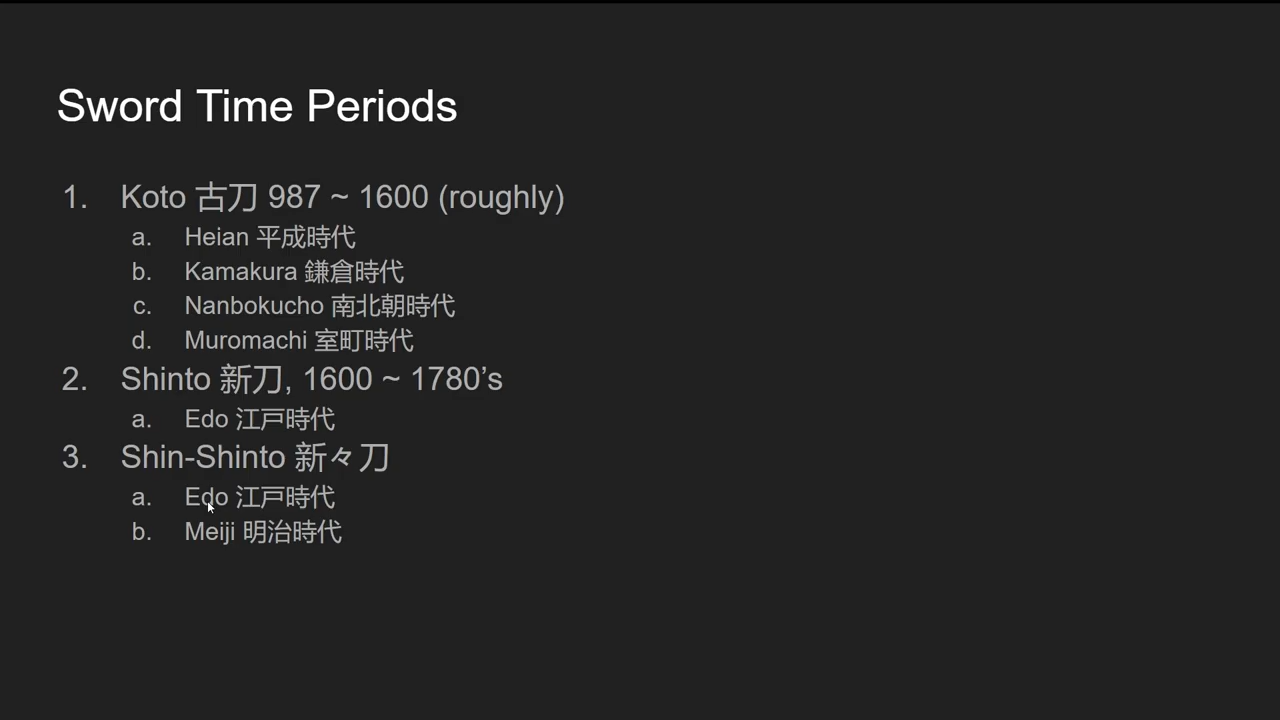 Sword Time Periods
1. Koto 古刀 987 ~ 1600 (roughly)
a. Heian 平成時代
b. Kamakura 鎌倉時代
c. Nanbokucho 南北朝時代
d. Muromachi 室町時代
2. Shinto 新刀, 1600 ~ 1780’s
a. Edo 江戸時代
3. Shin-Shinto 新々刀
a. Edo 江戸時代
b. Meiji 明治時代